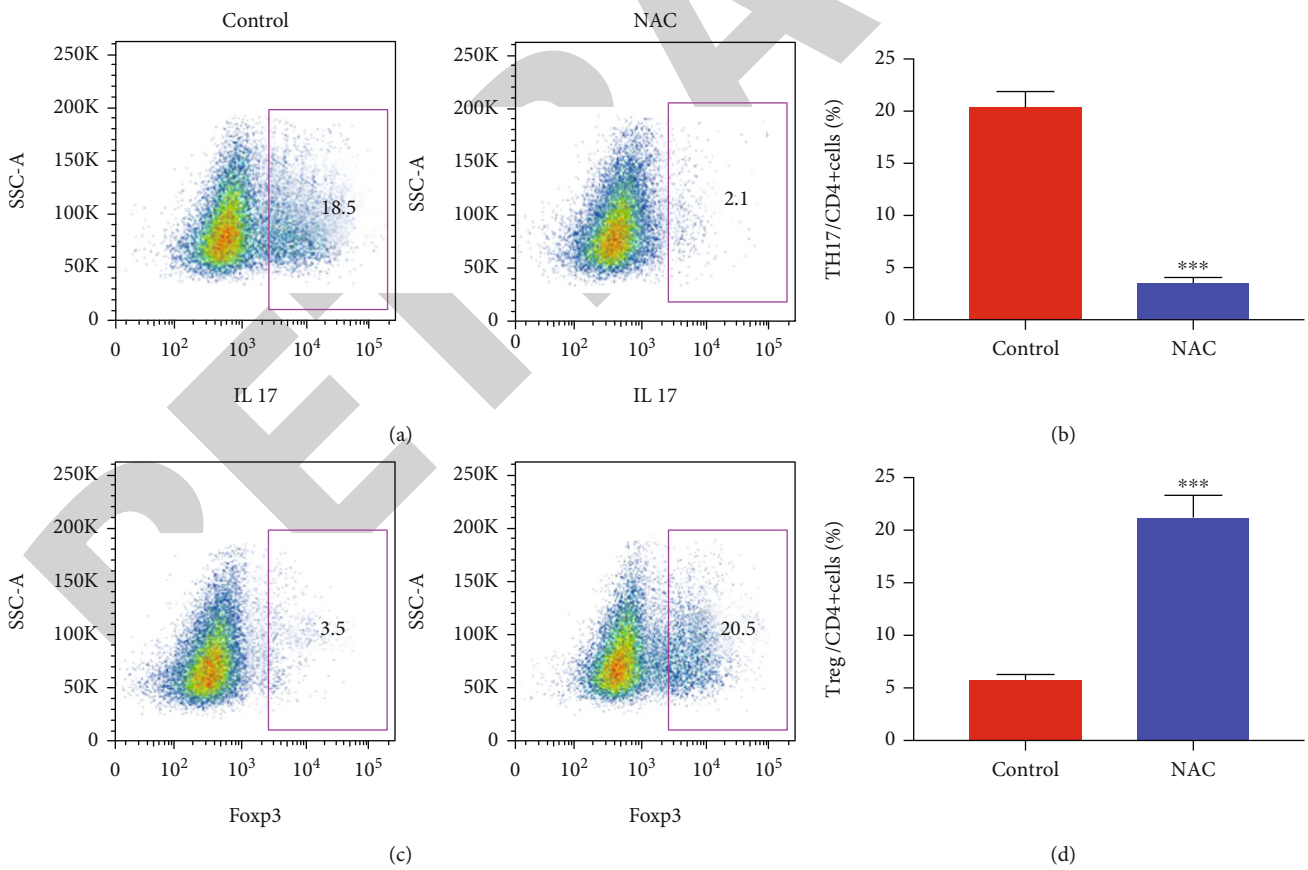 Control
NAC
250K
200K
150K
100K
50K
0
SSC-A
18.5
0 10² 10³ 10⁴ 10⁵
IL 17
250K
200K
150K
100K
50K
0
SSC-A
2.1
0 10² 10³ 10⁴ 10⁵
IL 17
(a)
25
20
15
10
5
0
TH17/CD4+cells (%)
***
Control NAC
(b)
250K
200K
150K
100K
50K
0
SSC-A
3.5
0 10² 10³ 10⁴ 10⁵
Foxp3
250K
200K
150K
100K
50K
0
SSC-A
20.5
0 10² 10³ 10⁴ 10⁵
Foxp3
(c)
25
20
15
10
5
0
Treg/CD4+cells (%)
***
Control NAC
(d)